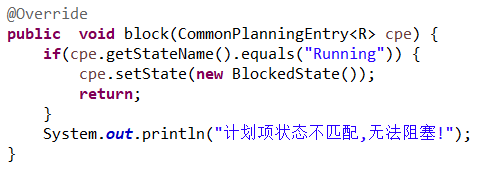 @Override
public  void block(CommonPlanningEntry<R> cpe) {
    if(cpe.getStateName().equals("Running")) {
        cpe.setState(new BlockedState());
        return;
    }
    System.out.println("计划项状态不匹配,无法阻塞!");
}